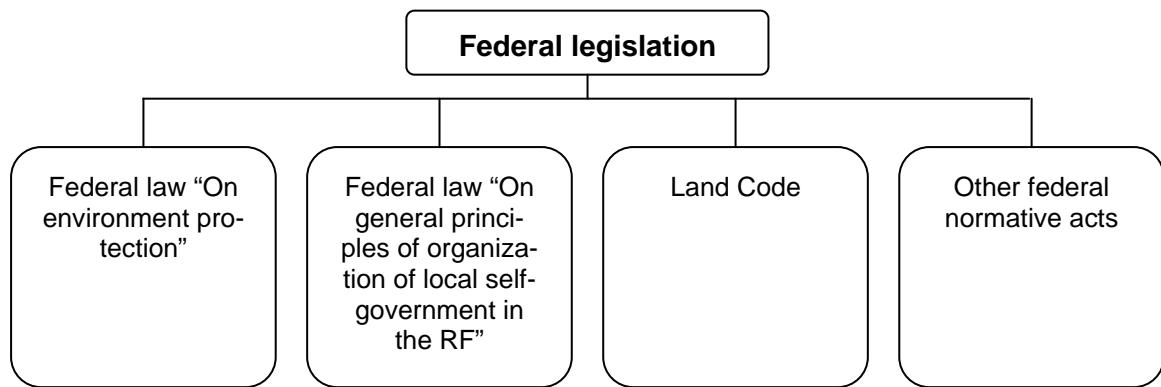 Federal legislation
Federal law “On
environment pro-
tection”
Federal law “On
general princi-
ples of organiza-
tion of local self-
government in
the RF”
Land Code
Other federal
normative acts